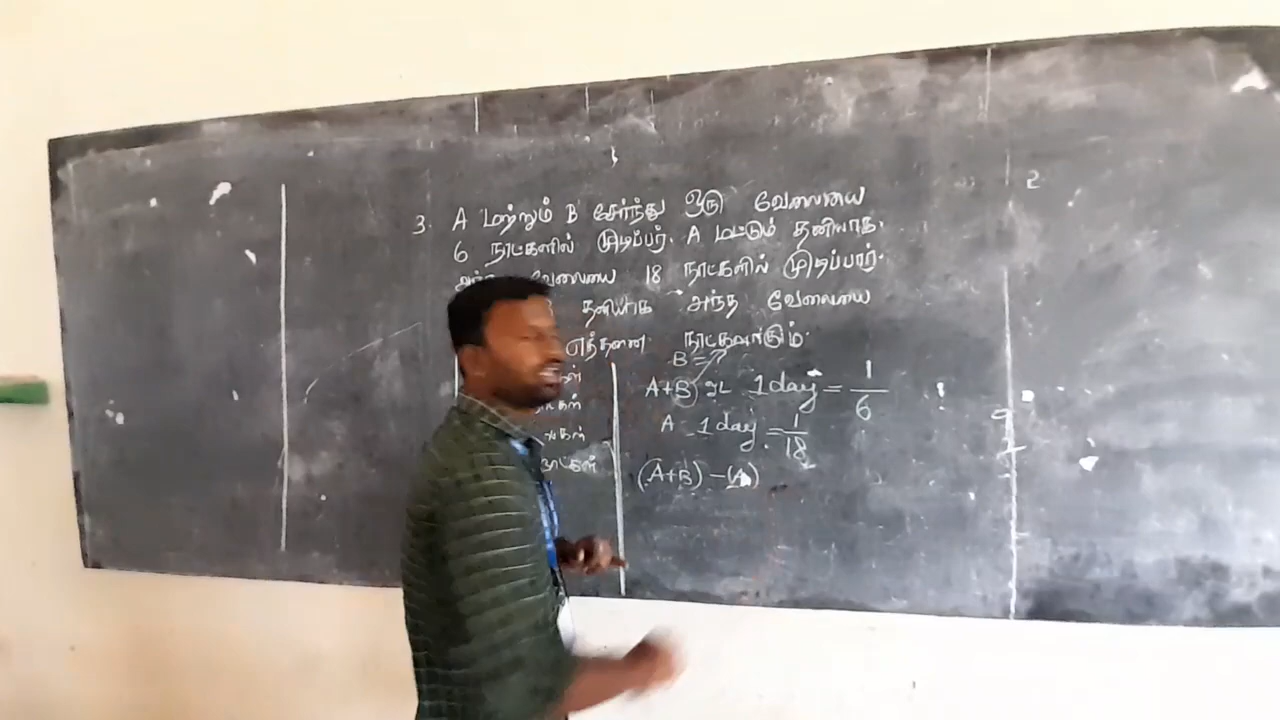 3. A மற்றும் B சேர்ந்து ஒரு வேலையை
6 நாட்களில் முடிப்பர். A மட்டும் தனியாக
வேலையை 18 நாட்களில் முடிப்பார்.
தனியாக அந்த வேலையை
எத்தனை
B = ?
A+B 1 day = 1/6
A 1 day = 1/18
(A+B) - (A)
நாட்கள்
2